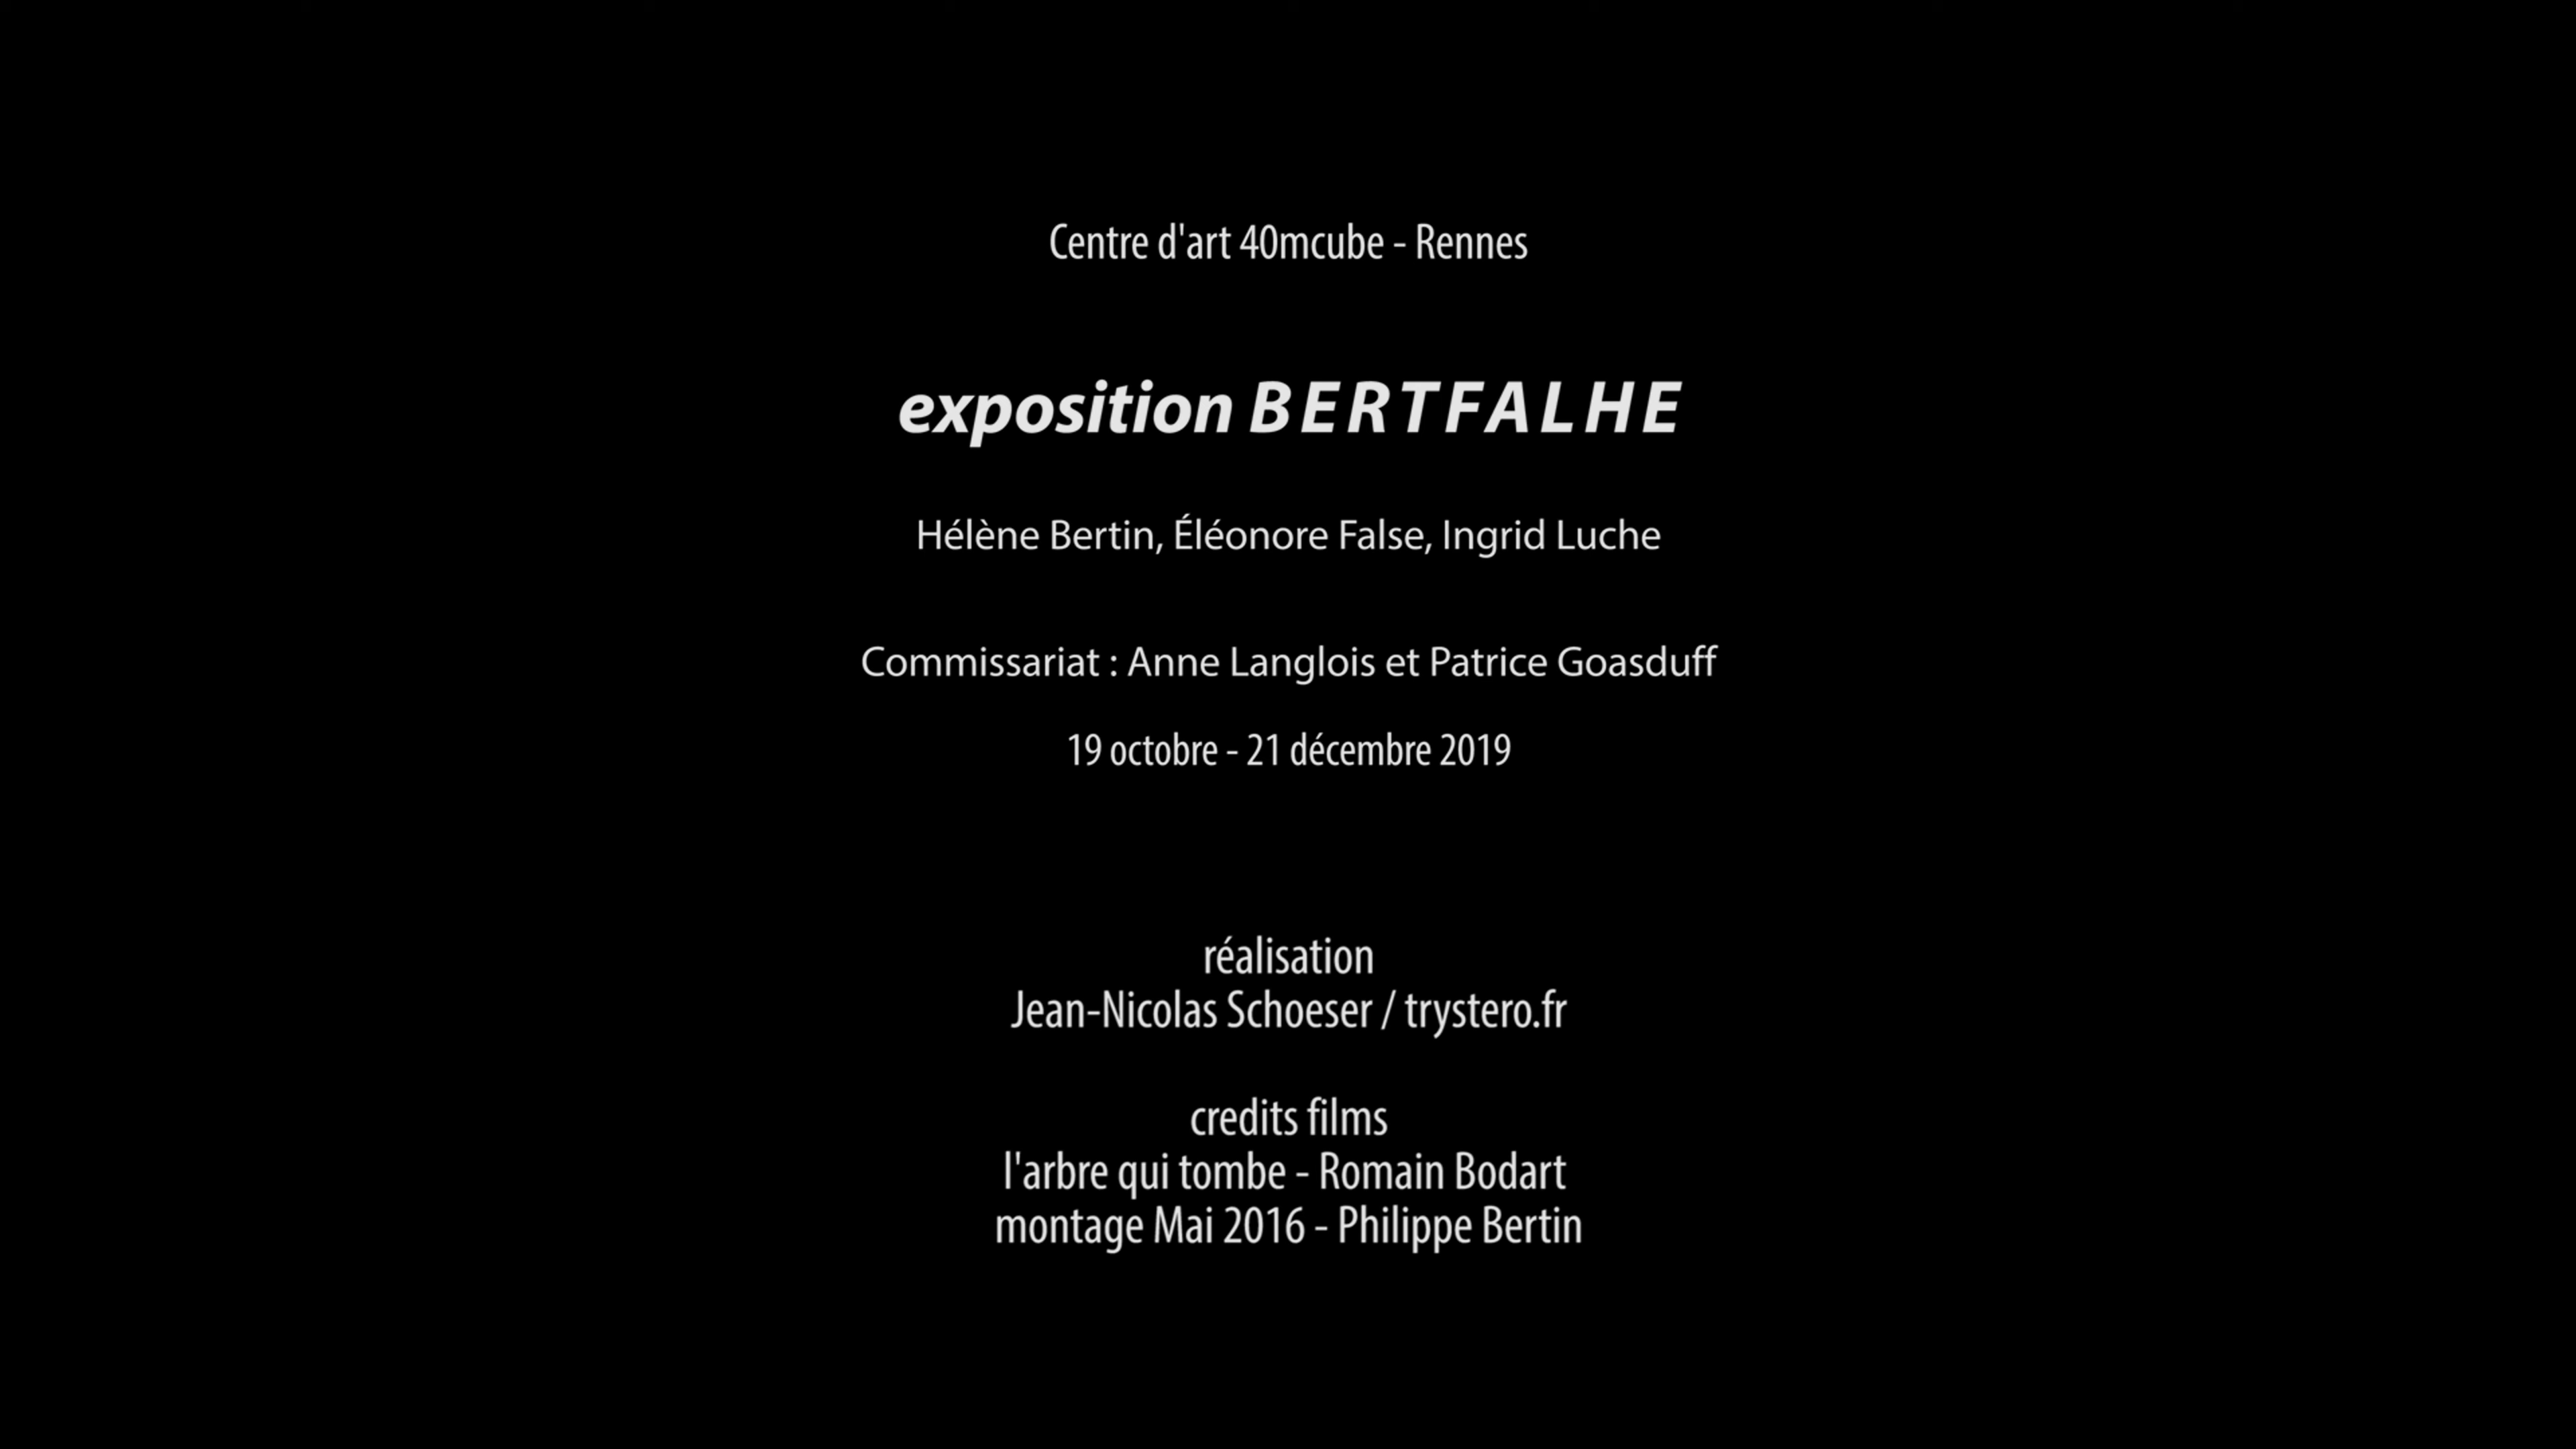 Centre d'art 40mcube - Rennes
exposition BERTFALHE
Hélène Bertin, Éléonore False, Ingrid Luche
Commissariat : Anne Langlois et Patrice Goasduff
19 octobre - 21 décembre 2019
réalisation
Jean-Nicolas Schoeser / trystero.fr
credits films
l'arbre qui tombe - Romain Bodart
montage Mai 2016 - Philippe Bertin